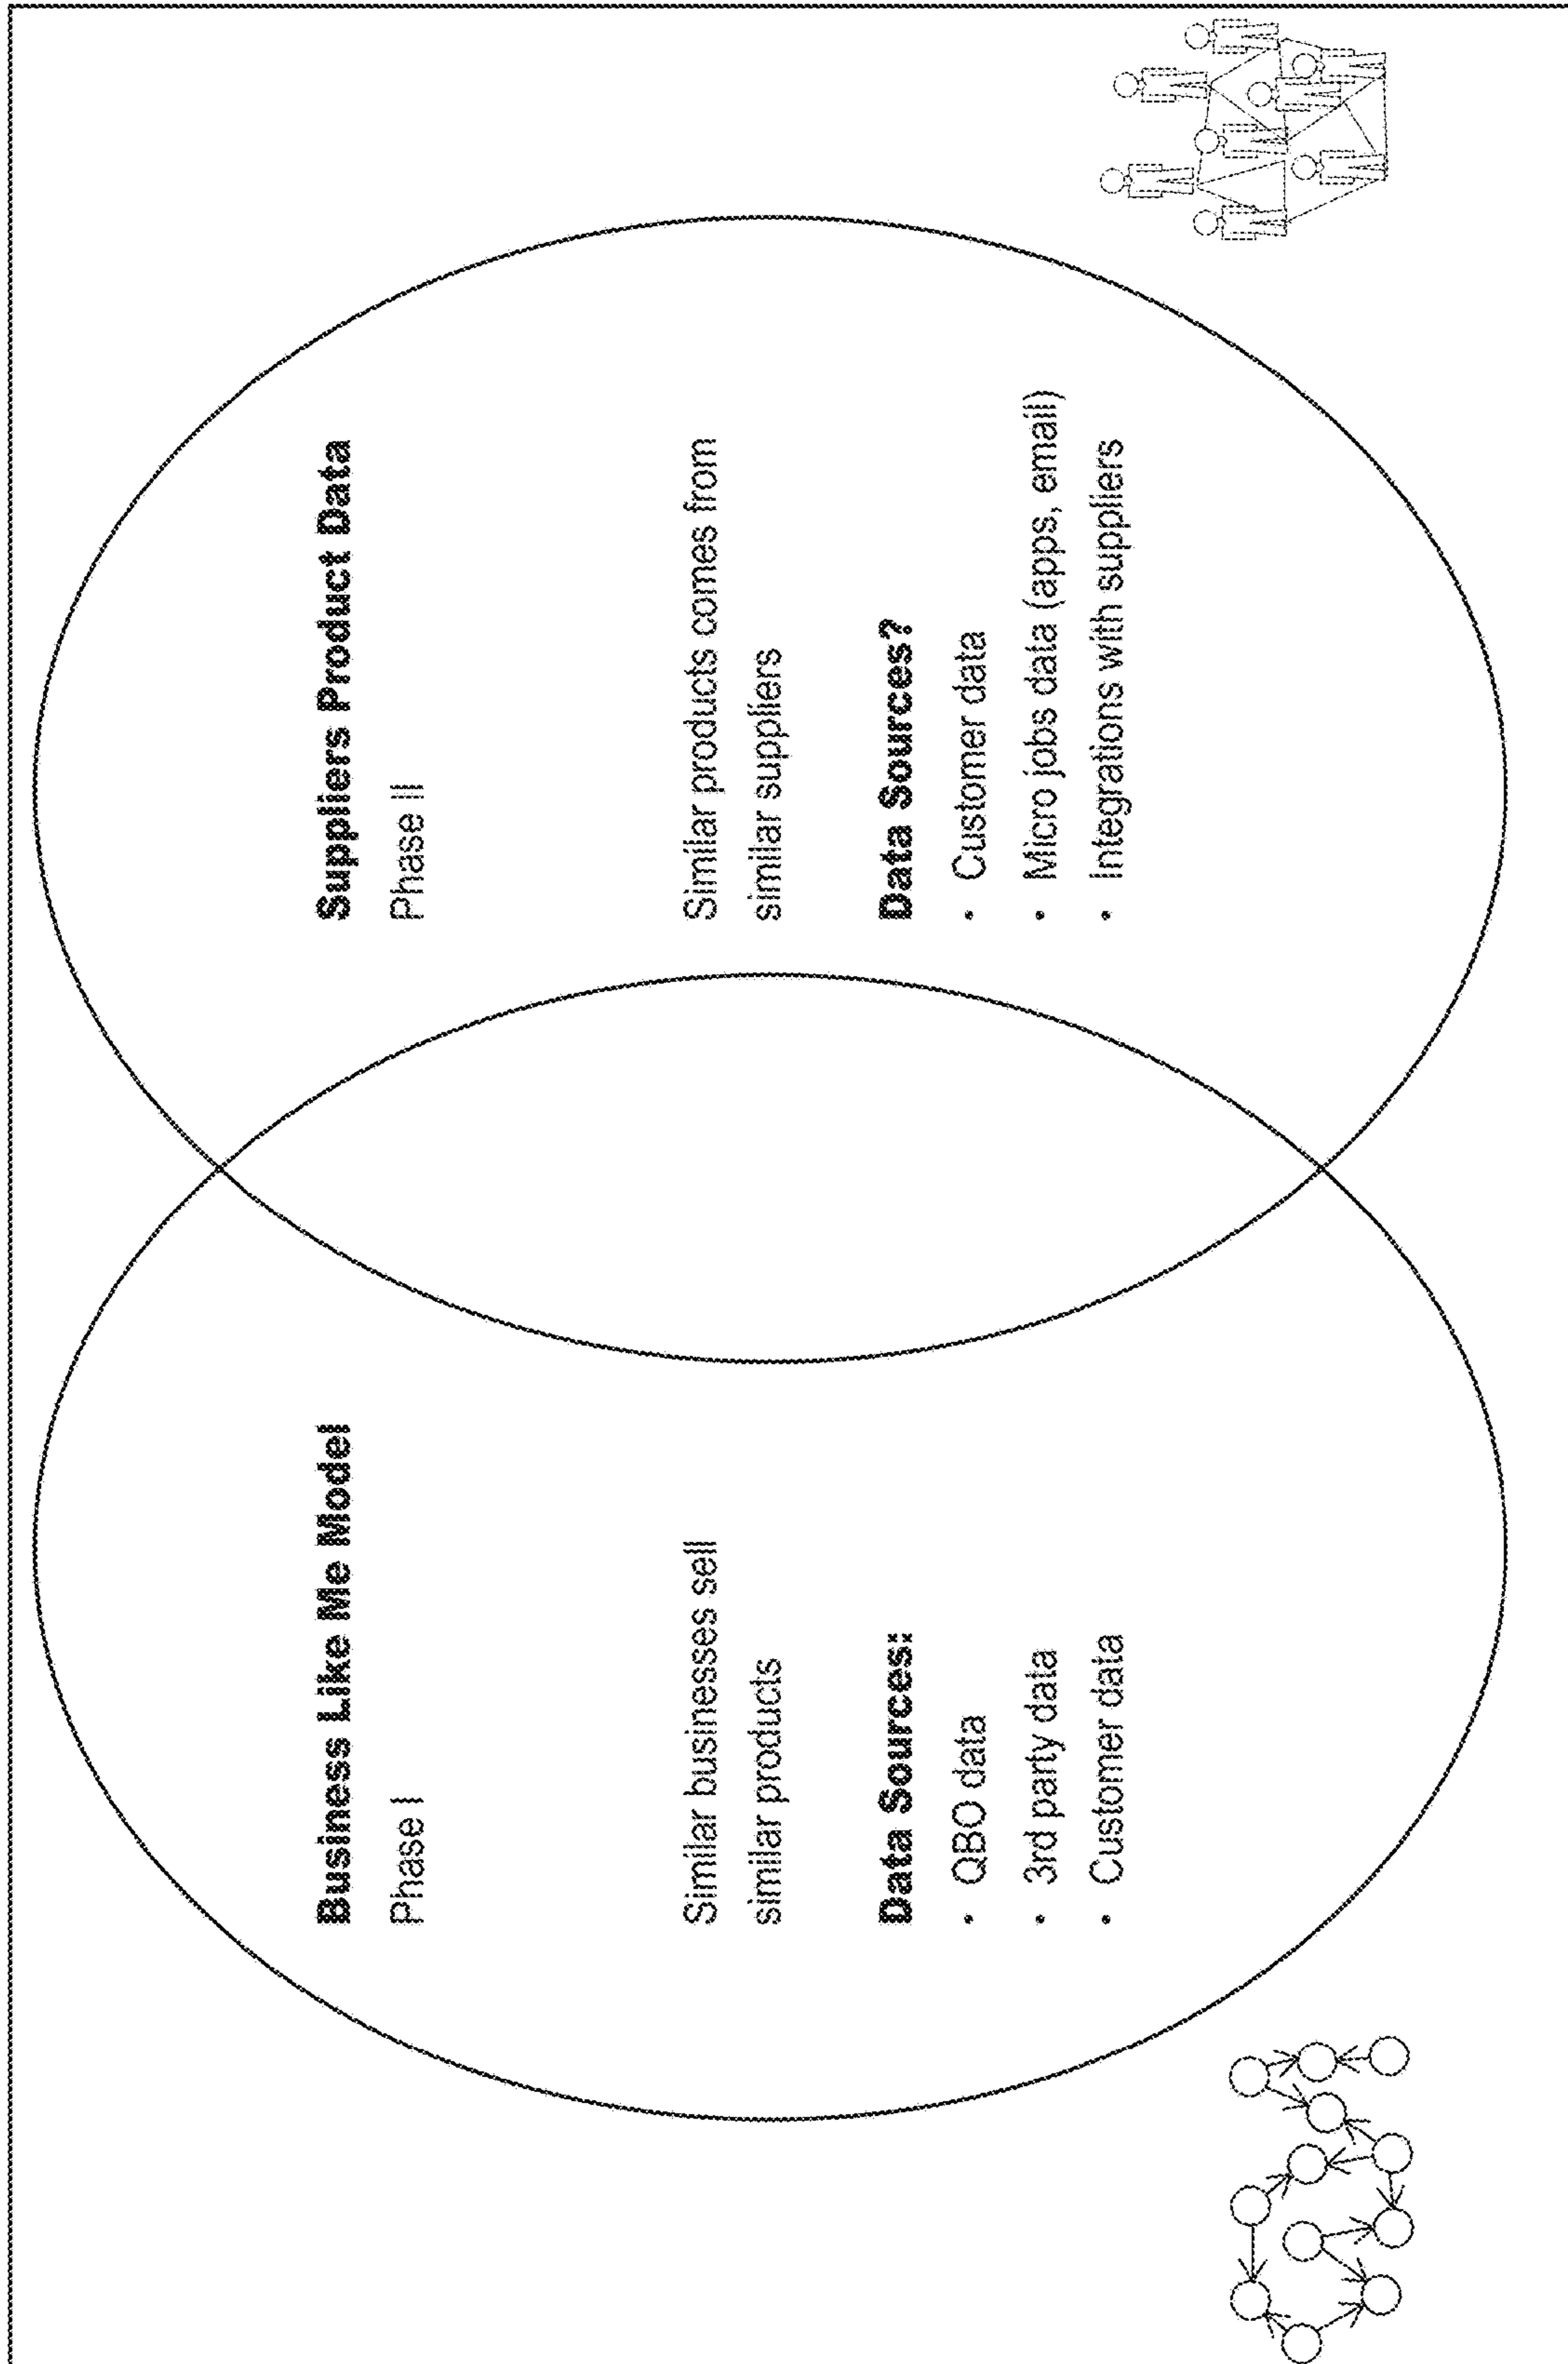 Business Like Me Model
Phase I
Similar businesses sell
similar products
Data Sources:
• QBO data
• 3rd party data
• Customer data
Suppliers Product Data
Phase II
Similar products comes from
similar suppliers
Data Sources?
• Customer data
• Micro jobs data (apps, email)
• Integrations with suppliers